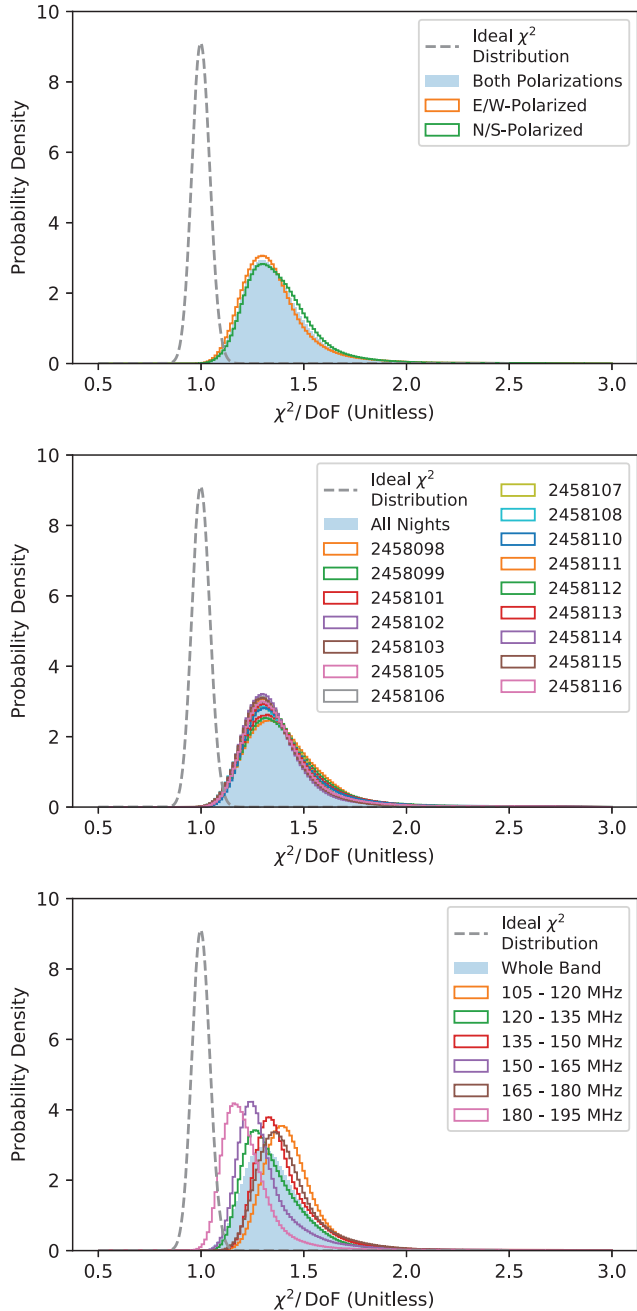 10
8
6
4
2
0
Probability Density
Ideal χ²
Distribution
Both Polarizations
E/W-Polarized
N/S-Polarized
0.5 1.0 1.5 2.0 2.5 3.0
χ²/DoF (Unitless)
10
8
6
4
2
0
Probability Density
Ideal χ²
Distribution
All Nights
2458098
2458099
2458101
2458102
2458103
2458105
2458106
2458107
2458108
2458110
2458111
2458112
2458113
2458114
2458115
2458116
0.5 1.0 1.5 2.0 2.5 3.0
χ²/DoF (Unitless)
10
8
6
4
2
0
Probability Density
Ideal χ²
Distribution
Whole Band
105 - 120 MHz
120 - 135 MHz
135 - 150 MHz
150 - 165 MHz
165 - 180 MHz
180 - 195 MHz
0.5 1.0 1.5 2.0 2.5 3.0
χ²/DoF (Unitless)